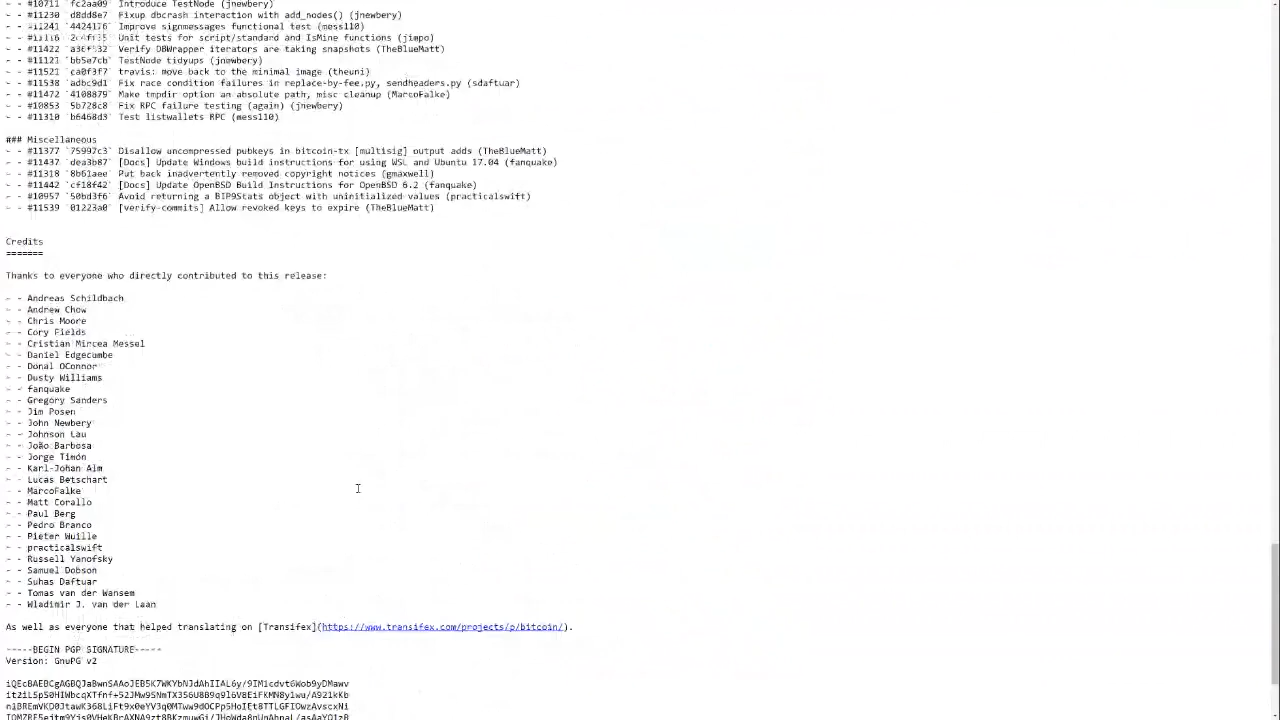 - - #10711 `fc2aa09` Introduce TestNode (jnewbery)
- - #11230 `d8dd8e7` Fixup dbcrash interaction with add_nodes() (jnewbery)
- - #11241 `4424176` Improve signmessages functional test (mess110)
- - #11116 `2c4ff35` Unit tests for script/standard and IsMine functions (jimpo)
- - #11422 `a3ef532` Verify DBWrapper iterators are taking snapshots (TheBlueMatt)
- - #11121 `bb5e7cb` TestNode tidyups (jnewbery)
- - #11521 `ca0f3f7` travis: move back to the minimal image (theuni)
- - #11538 `adbc9d1` Fix race condition failures in replace-by-fee.py, sendheaders.py (sdaftuar)
- - #11472 `4108879` Make tmpdir option an absolute path, misc cleanup (MarcoFalke)
- - #10853 `5b728c8` Fix RPC failure testing (again) (jnewbery)
- - #11310 `b6468d3` Test listwallets RPC (mess110)
### Miscellaneous
- - #11377 `75997c3` Disallow uncompressed pubkeys in bitcoin-tx [multisig] output adds (TheBlueMatt)
- - #11437 `dea3b87` [Docs] Update Windows build instructions for using WSL and Ubuntu 17.04 (fanquake)
- - #11318 `8b61aee` Put back inadvertently removed copyright notices (gmaxwell)
- - #11442 `cf18f42` [Docs] Update OpenBSD Build Instructions for OpenBSD 6.2 (fanquake)
- - #10957 `50bd3f6` Avoid returning a BIP9Stats object with uninitialized values (practicalswift)
- - #11539 `01223a0` [verify-commits] Allow revoked keys to expire (TheBlueMatt)
Credits
=======
Thanks to everyone who directly contributed to this release:
- - Andreas Schildbach
- - Andrew Chow
- - Chris Moore
- - Cory Fields
- - Cristian Mircea Messel
- - Daniel Edgecumbe
- - Donal OConnor
- - Dusty Williams
- - fanquake
- - Gregory Sanders
- - Jim Posen
- - John Newbery
- - Johnson Lau
- - João Barbosa
- - Jorge Timón
- - Karl-Johan Alm
- - Lucas Betschart
- - MarcoFalke
- - Matt Corallo
- - Paul Berg
- - Pedro Branco
- - Pieter Wuille
- - practicalswift
- - Russell Yanofsky
- - Samuel Dobson
- - Suhas Daftuar
- - Tomas van der Wansem
- - Wladimir J. van der Laan
As well as everyone that helped translating on [Transifex](https://www.transifex.com/projects/p/bitcoin/).
-----BEGIN PGP SIGNATURE-----
Version: GnuPG v2